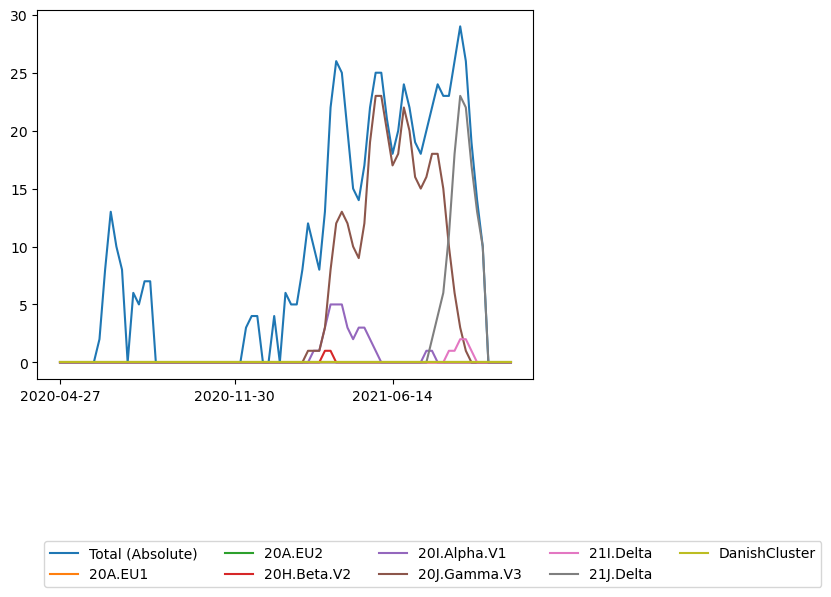 30
25
20
15
10
5
0
2020-04-27 2020-11-30 2021-06-14
Total (Absolute) 20A.EU2 20I.Alpha.V1 21I.Delta DanishCluster
20A.EU1 20H.Beta.V2 20J.Gamma.V3 21J.Delta